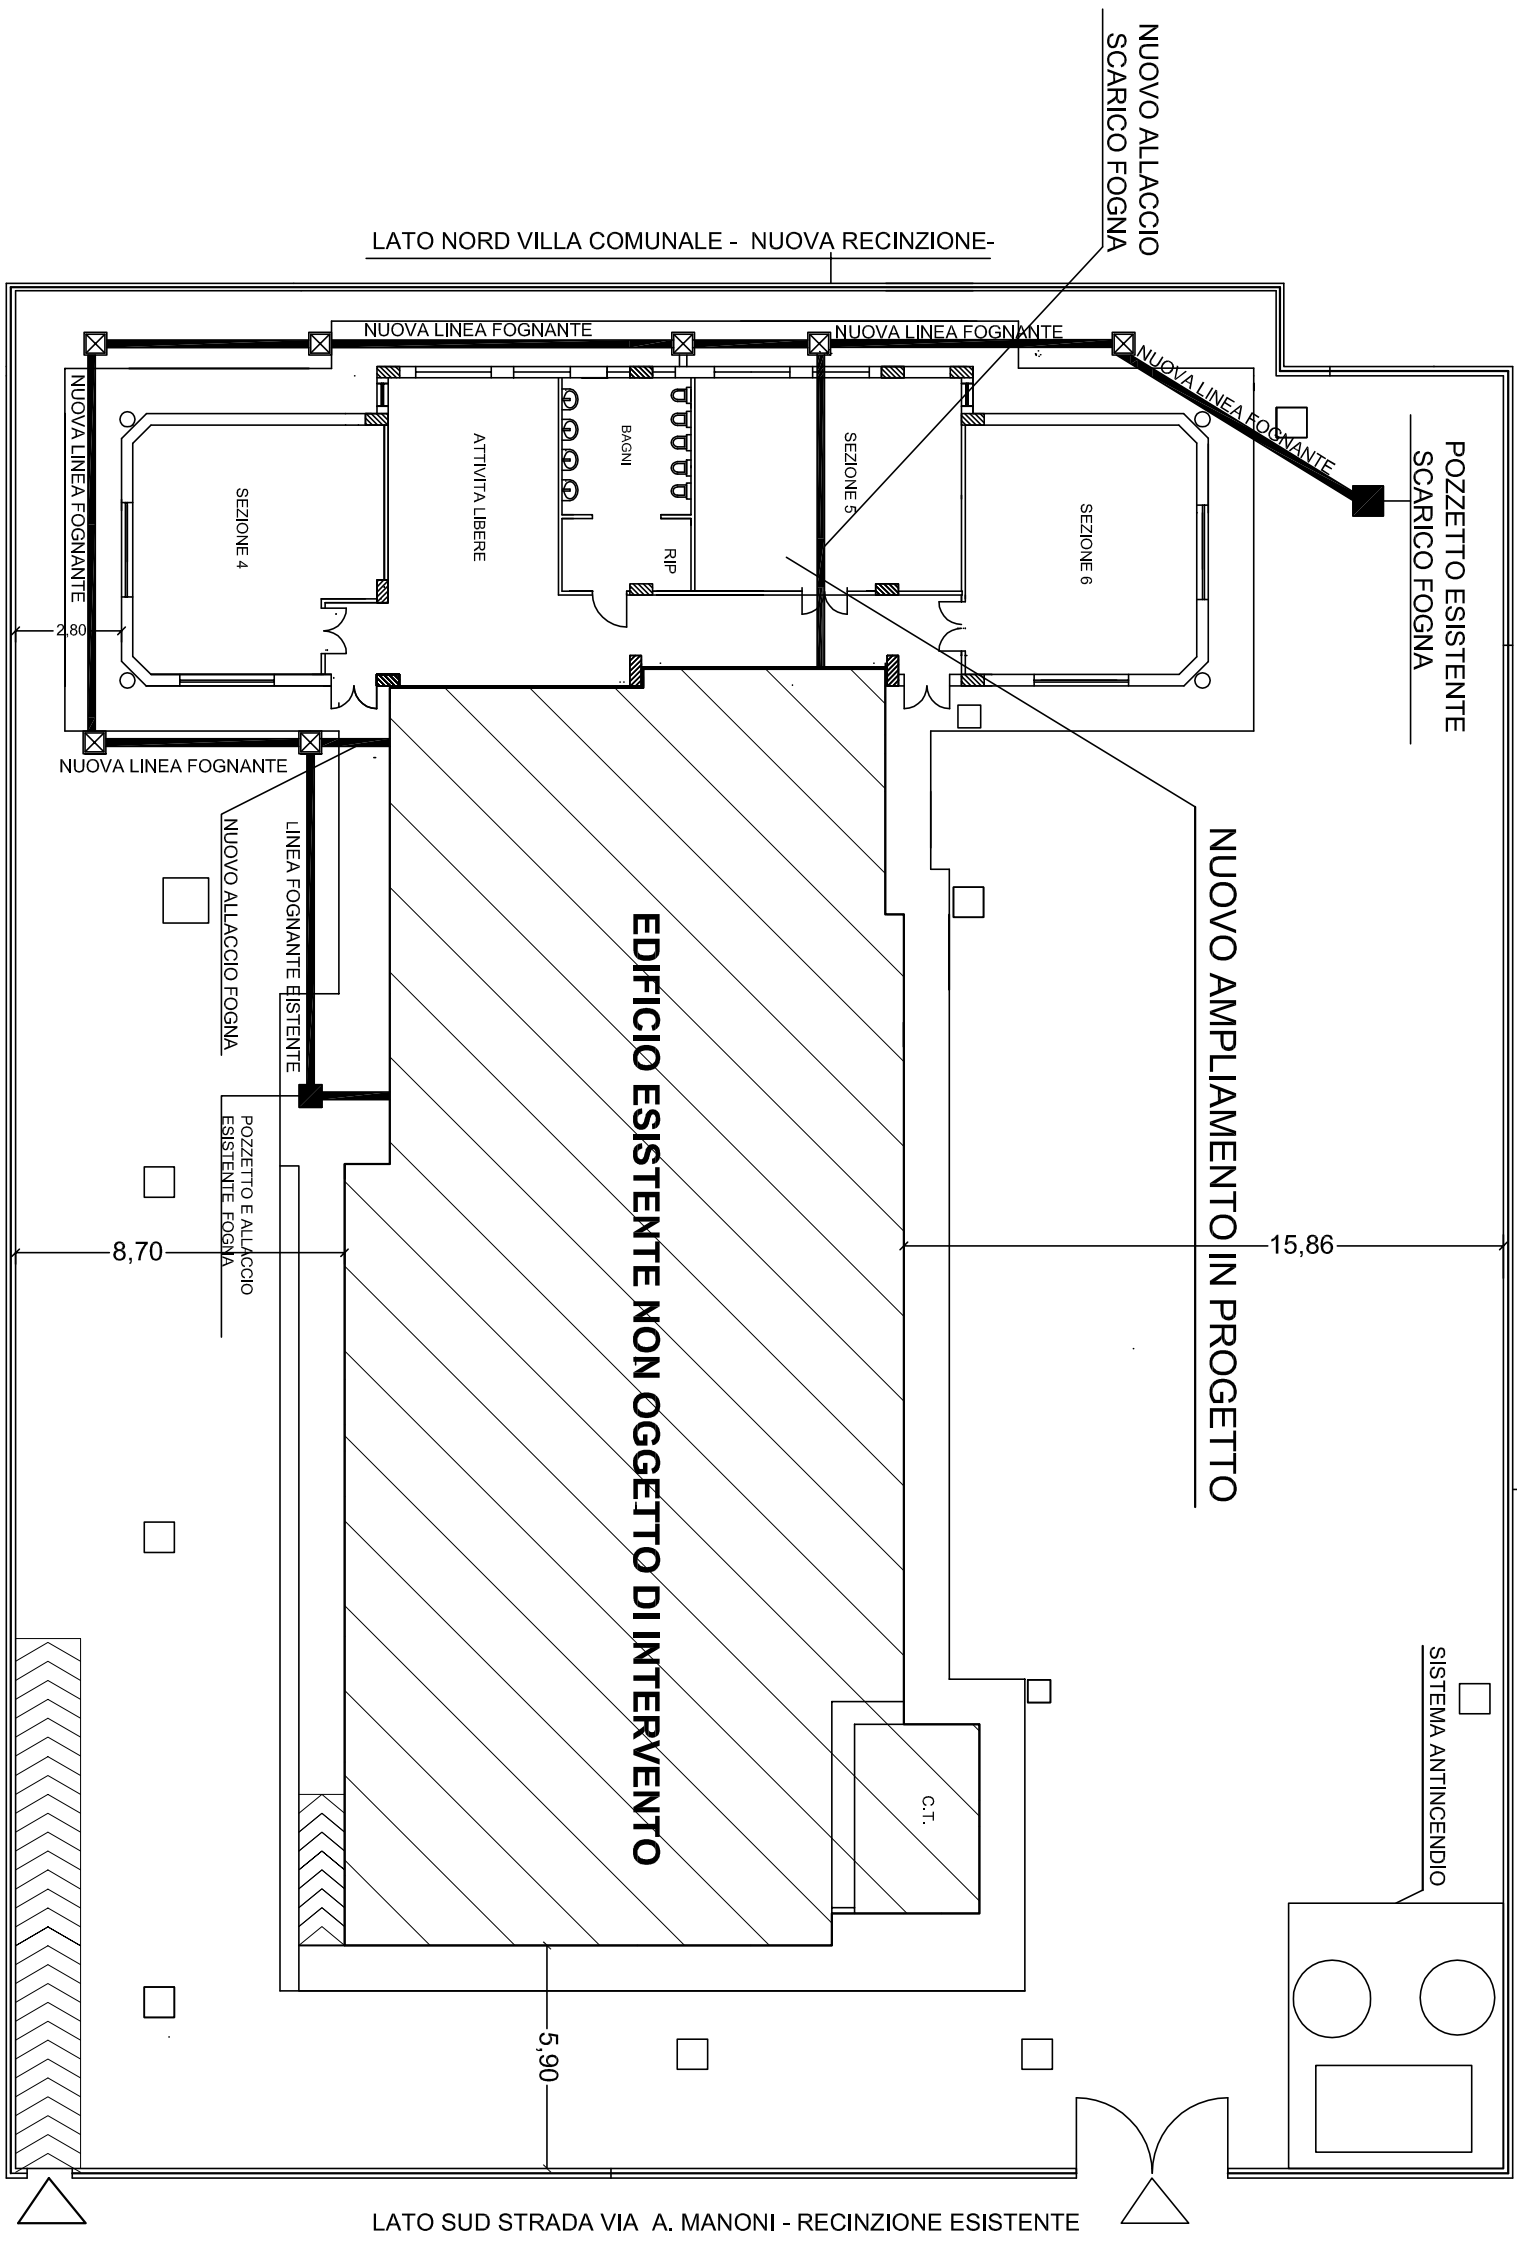 NUOVO ALLACCIO
SCARICO FOGNA
LATO NORD VILLA COMUNALE - NUOVA RECINZIONE-
NUOVA LINEA FOGNANTE
NUOVA LINEA FOGNANTE
NUOVA LINEA FOGNANTE
POZZETTO ESISTENTE
SCARICO FOGNA
NUOVA LINEA FOGNANTE
SEZIONE 4
ATTIVITA LIBERE
BAGNI
RIP
SEZIONE 5
SEZIONE 6
2,80
NUOVA LINEA FOGNANTE
NUOVO ALLACCIO FOGNA
LINEA FOGNANTE EISTENTE
NUOVO AMPLIAMENTO IN PROGETTO
EDIFICIO ESISTENTE NON OGGETTO DI INTERVENTO
POZZETTO E ALLACCIO
ESISTENTE FOGNA
8,70
15,86
SISTEMA ANTINCENDIO
C.T.
5,90
LATO SUD STRADA VIA A. MANONI - RECINZIONE ESISTENTE